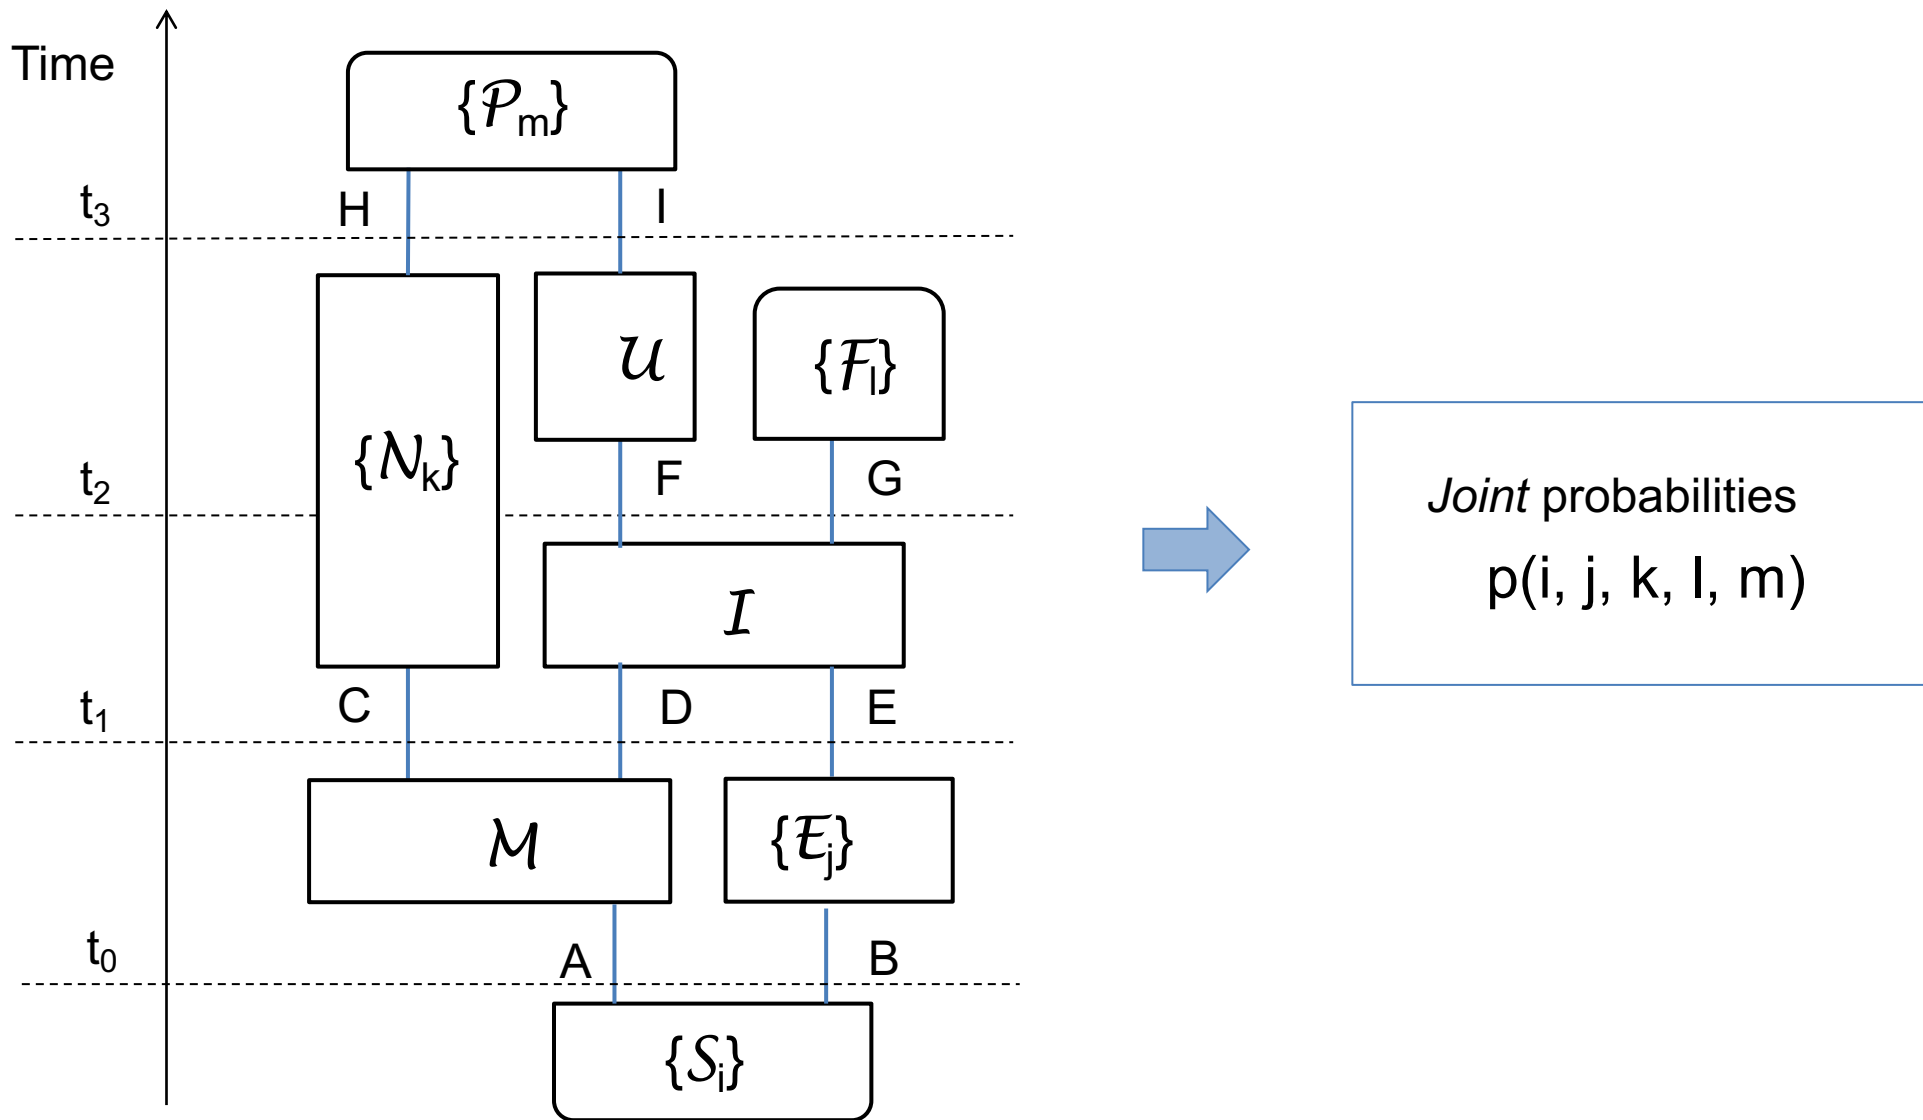 Time
{𝒫m}
t3
H
I
𝒰
{ℱl}
{𝒩k}
t2
F
G
Joint probabilities
p(i, j, k, l, m)
ℐ
t1
C
D
E
ℳ
{ℰj}
t0
A
B
{𝒮i}